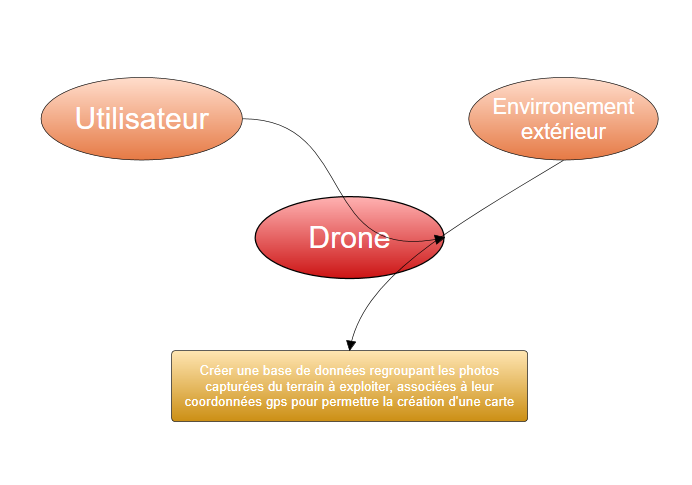 Utilisateur
Envirronement
extérieur
Drone
Créer une base de données regroupant les photos
capturées du terrain à exploiter, associées à leur
coordonnées gps pour permettre la création d'une carte